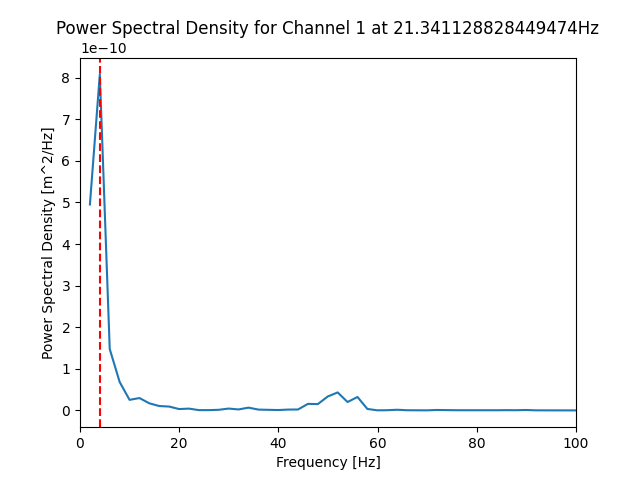 Power Spectral Density for Channel 1 at 21.341128828449474Hz
1e−10
8
7
6
5
4
3
2
1
0
Power Spectral Density [m^2/Hz]
0 20 40 60 80 100
Frequency [Hz]